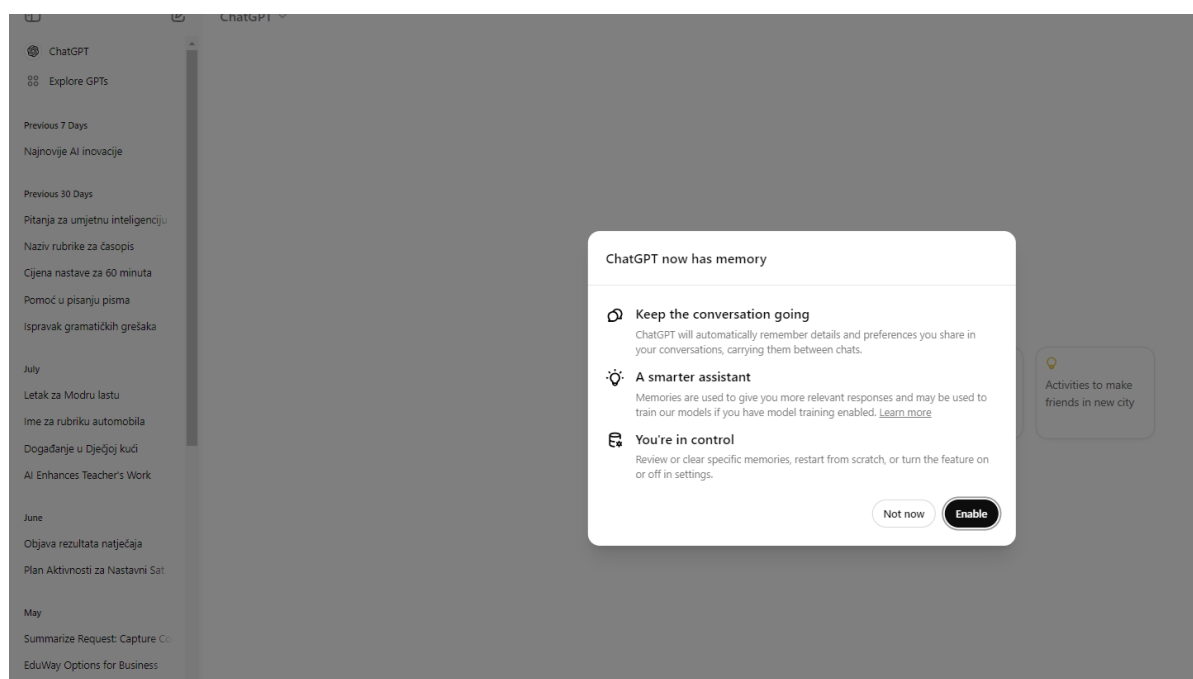 ChatGPT
ChatGPT
Explore GPTs
Previous 7 Days
Najnovije AI inovacije
Previous 30 Days
Pitanja za umjetnu inteligenciju
Naziv rubrike za časopis
Cijena nastave za 60 minuta
Pomoć u pisanju pisma
Ispravak gramatičkih grešaka
July
Letak za Modru lastu
Ime za rubriku automobila
Događanje u Dječjoj kući
AI Enhances Teacher's Work
June
Objava rezultata natječaja
Plan Aktivnosti za Nastavni Sat
May
Summarize Request: Capture
EduWay Options for Business
ChatGPT now has memory
Keep the conversation going
ChatGPT will automatically remember details and preferences you share in
your conversations, carrying them between chats.
A smarter assistant
Memories are used to give you more relevant responses and may be used to
train our models if you have model training enabled. Learn more
You're in control
Review or clear specific memories, restart from scratch, or turn the feature on
or off in settings.
Not now
Enable
Activities to make
friends in new city